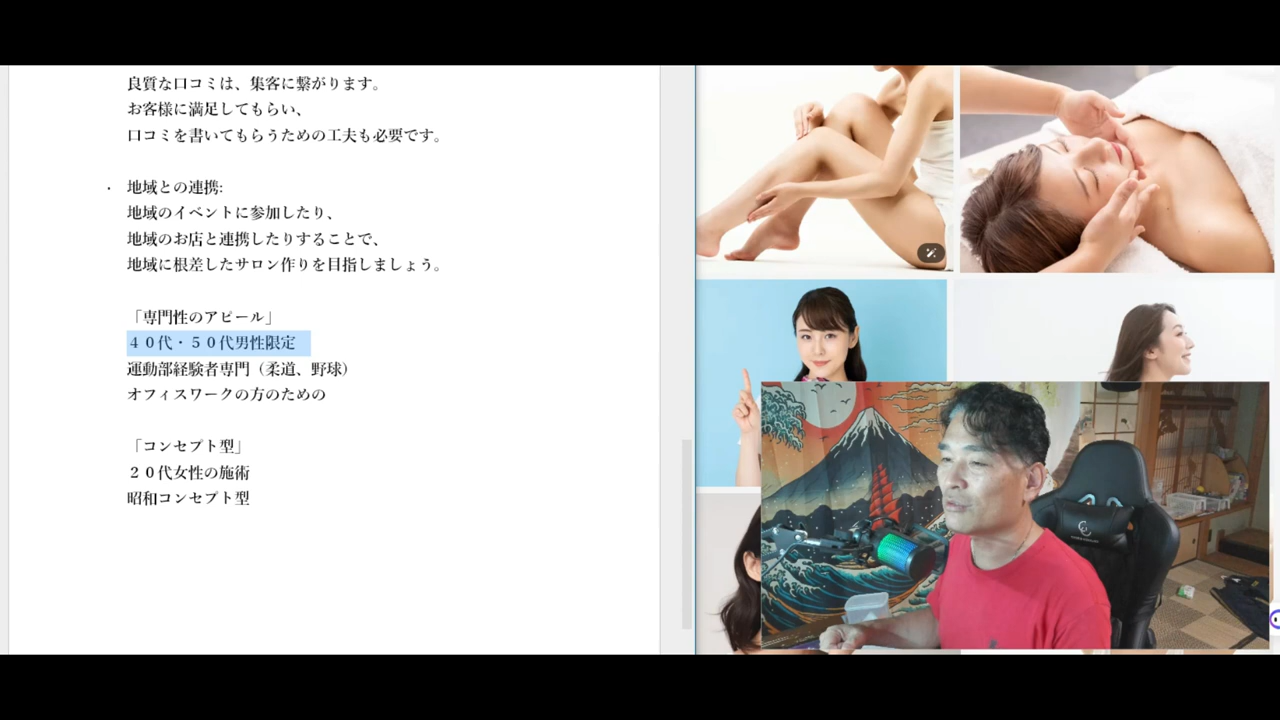 良質な口コミは、集客に繋がります。
お客様に満足してもらい、
口コミを書いてもらうための工夫も必要です。
・ 地域との連携:
地域のイベントに参加したり、
地域のお店と連携したりすることで、
地域に根差したサロン作りを目指しましょう。
「専門性のアピール」
４０代・５０代男性限定
運動部経験者専門（柔道、野球）
オフィスワークの方のための
「コンセプト型」
２０代女性の施術
昭和コンセプト型